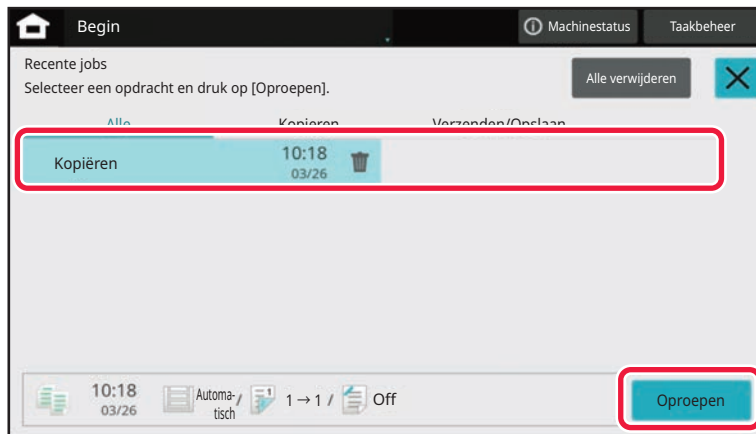 Begin
Machinestatus
Taakbeheer
Recente jobs
Selecteer een opdracht en druk op [Oproepen].
Alle verwijderen
Alle
Kopieren
Verzenden/Opslaan
Kopiëren
10:18
03/26
10:18
03/26
Automa-
tisch
/
1
1 → 1 /
Off
Oproepen